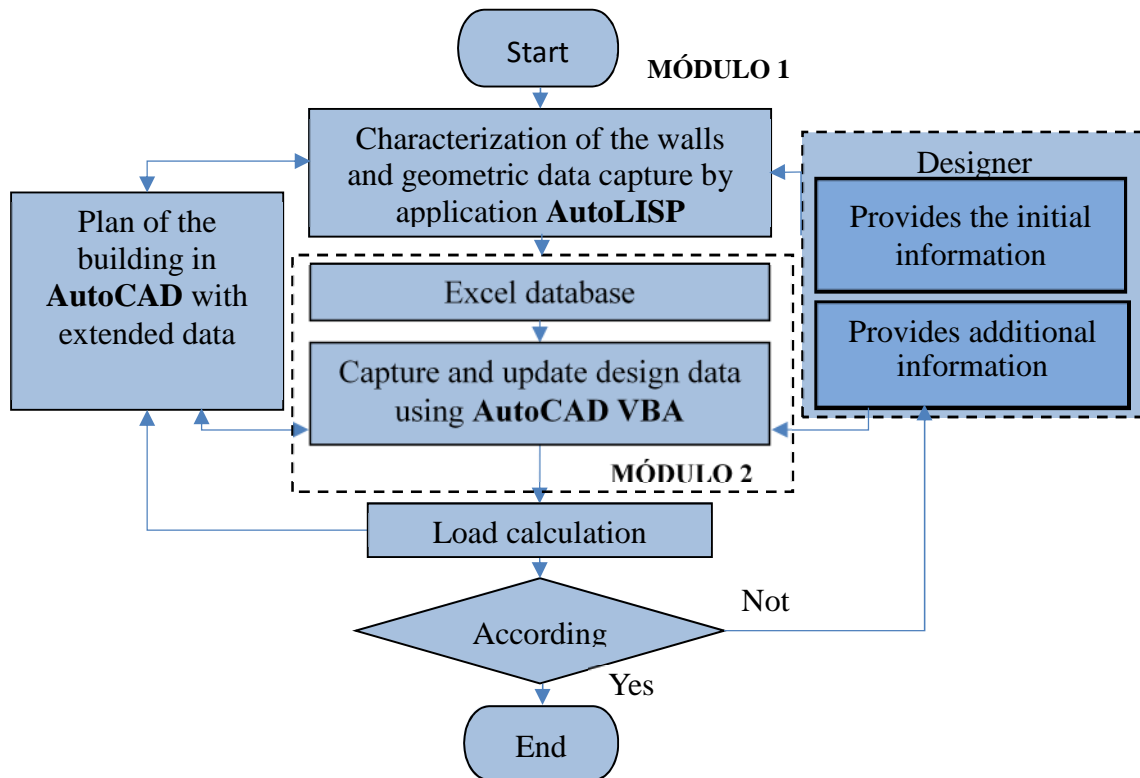 Start
MÓDULO 1
Characterization of the walls
and geometric data capture by
application AutoLISP
Designer
Provides the initial
information
Provides additional
information
Plan of the
building in
AutoCAD with
extended data
Excel database
Capture and update design data
using AutoCAD VBA
MÓDULO 2
Load calculation
According
Not
Yes
End